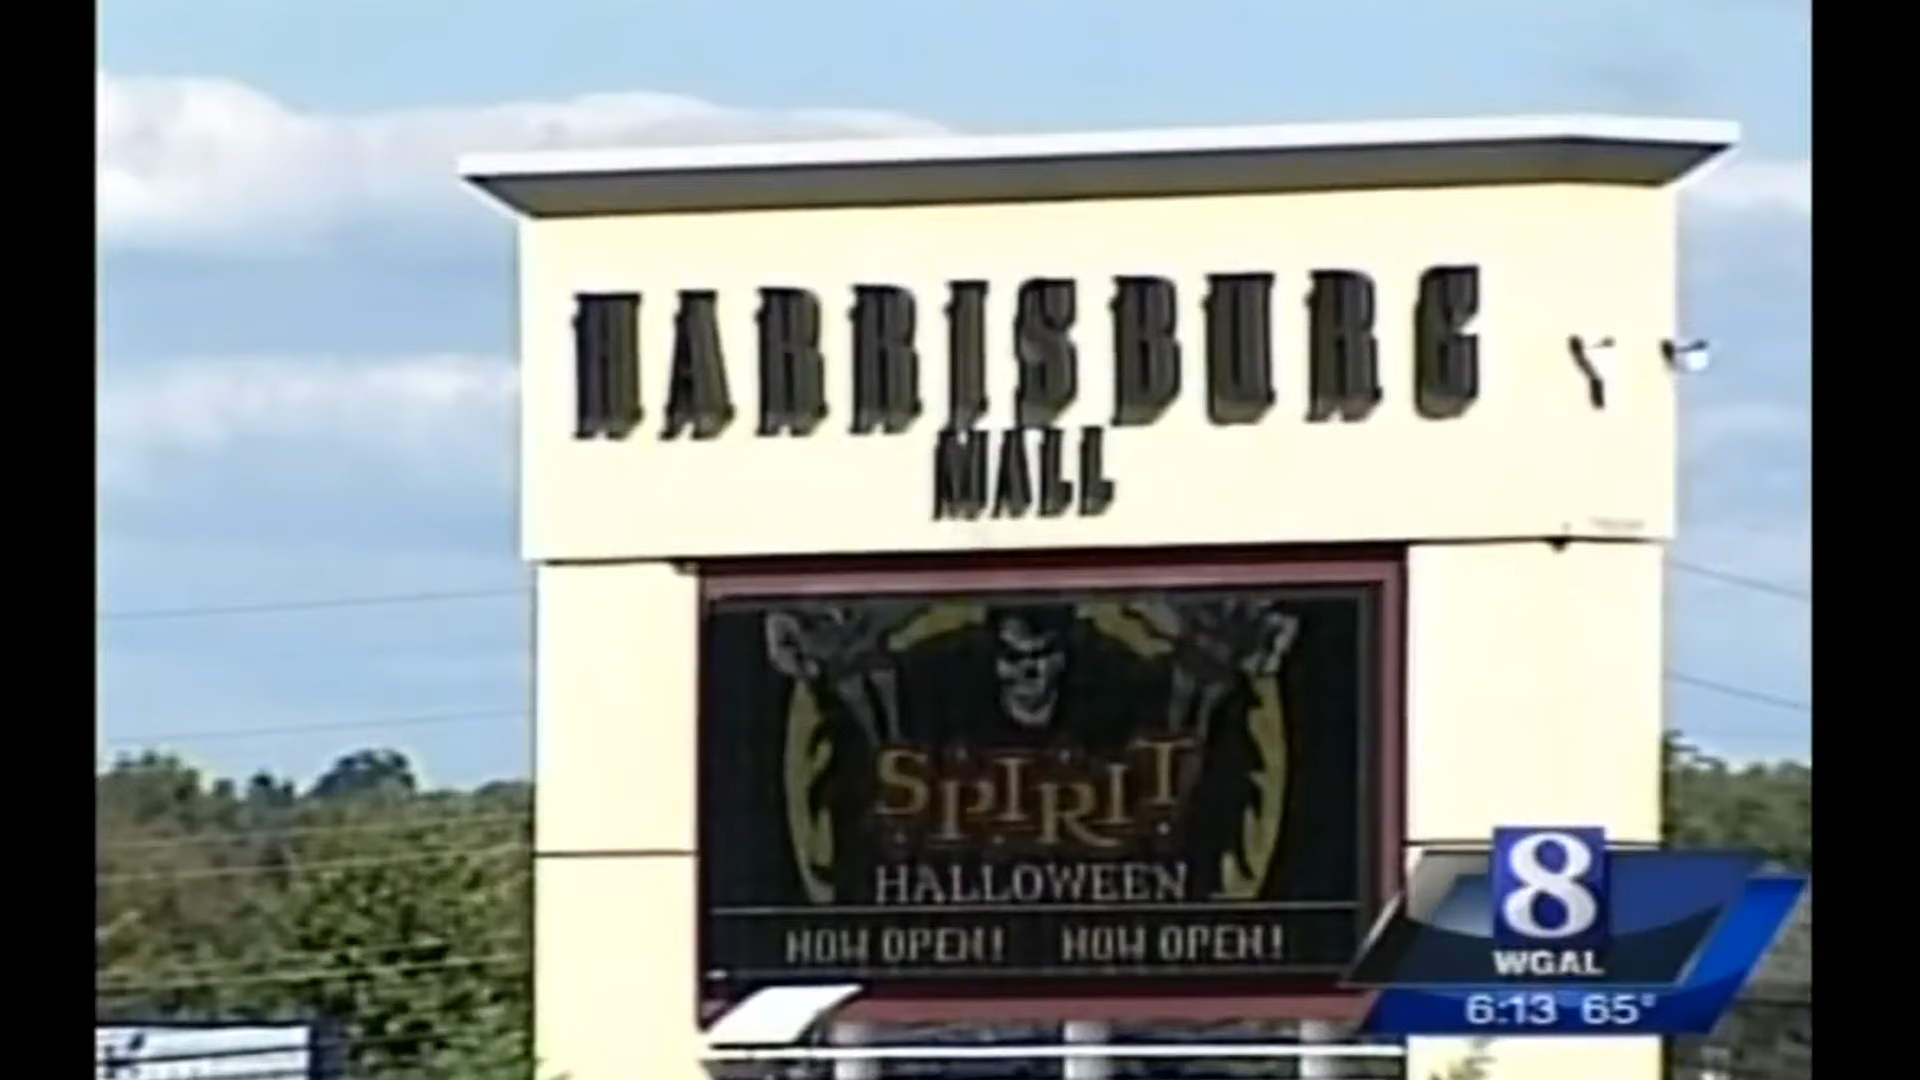 HARRISBURG
MALL
SPIRIT
HALLOWEEN
NOW OPEN! NOW OPEN!
8
WGAL
6:13 65°